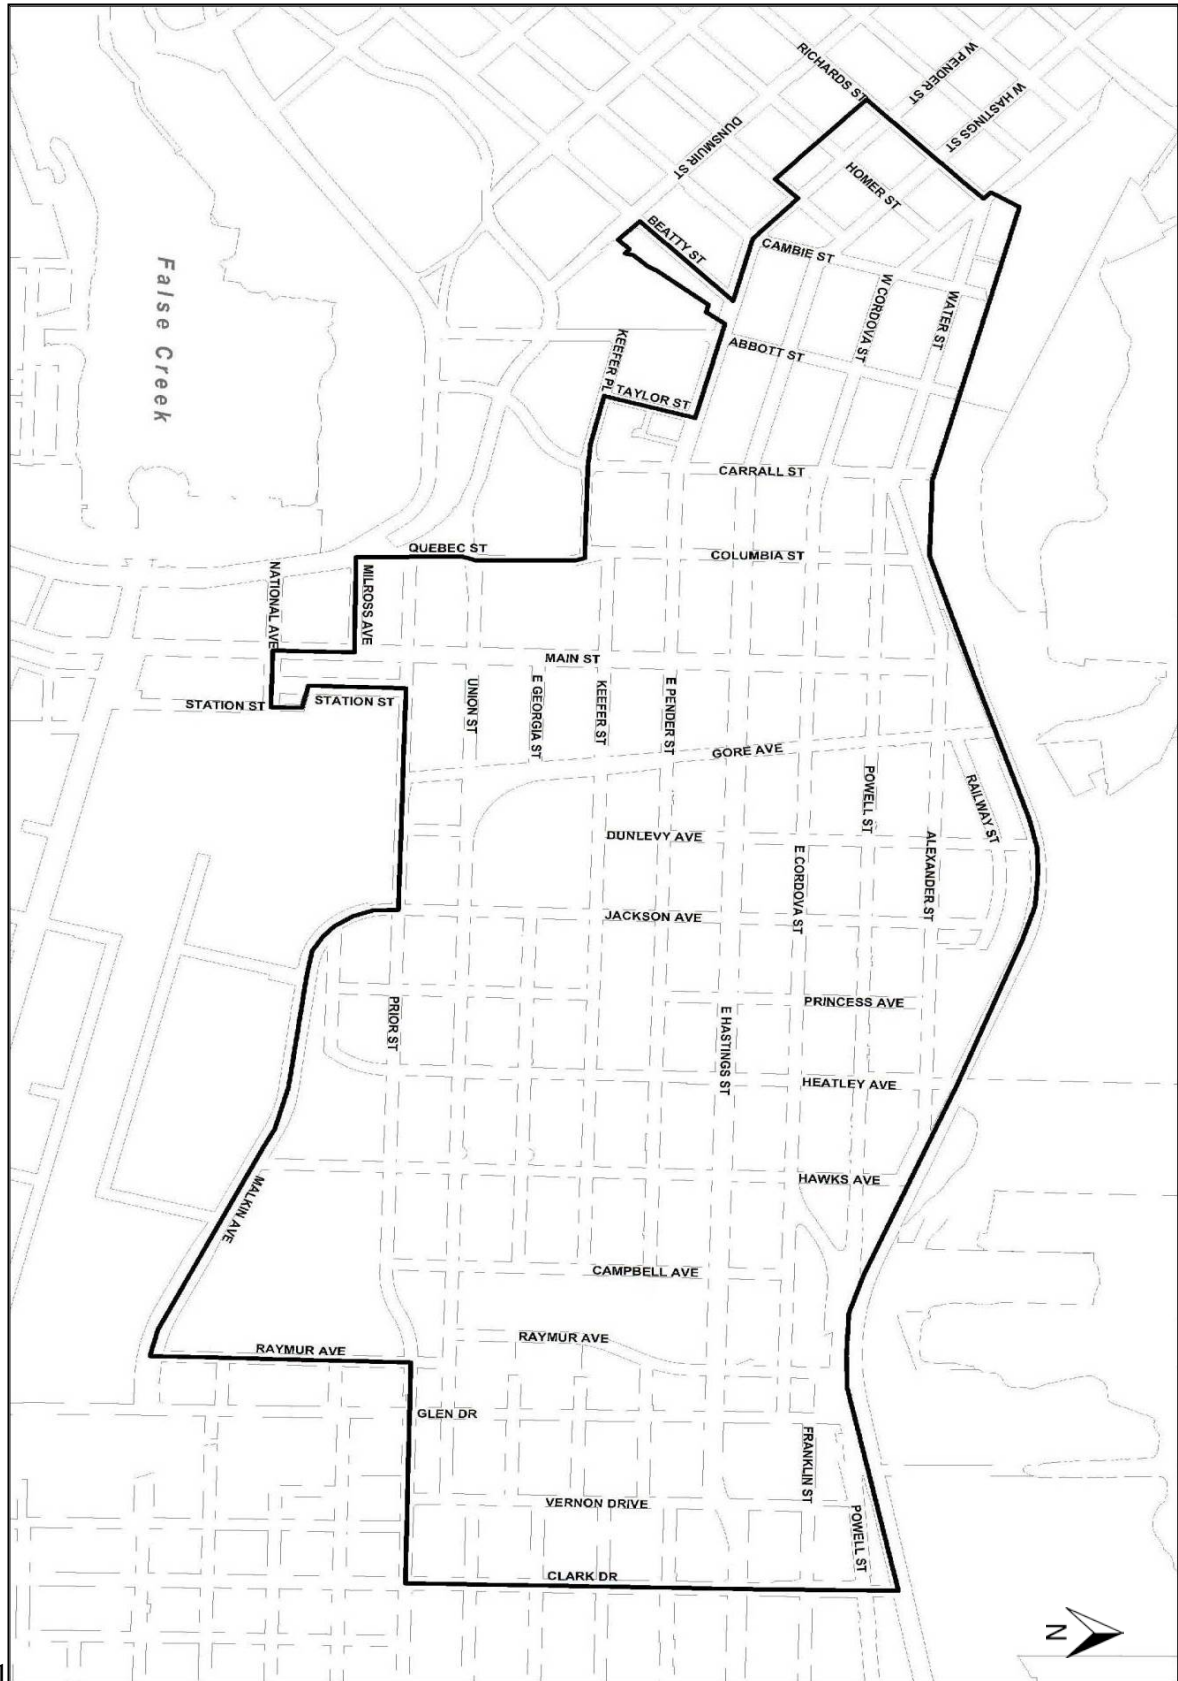 RICHARDS ST
W PENDER ST
W HASTINGS ST
DUNSMUIR ST
HOMER ST
BEATTY ST
CAMBIE ST
W CORDOVA ST
WATER ST
False Creek
KEEFER PL
ABBOTT ST
TAYLOR ST
CARRALL ST
QUEBEC ST
COLUMBIA ST
NATIONAL AVE
MILROSS AVE
MAIN ST
STATION ST
STATION ST
UNION ST
E GEORGIA ST
KEEFER ST
E PENDER ST
GORE AVE
POWELL ST
RAILWAY ST
DUNLEVY AVE
E CORDOVA ST
ALEXANDER ST
JACKSON AVE
PRIOR ST
PRINCESS AVE
E HASTINGS ST
HEATLEY AVE
MALKIN AVE
HAWKS AVE
CAMPBELL AVE
RAYMUR AVE
RAYMUR AVE
GLEN DR
FRANKLIN ST
VERNON DRIVE
POWELL ST
CLARK DR
N